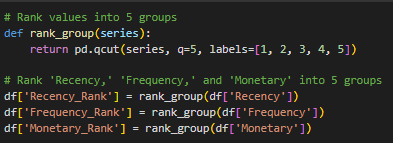 # Rank values into 5 groups
def rank_group(series):
    return pd.qcut(series, q=5, labels=[1, 2, 3, 4, 5])
# Rank 'Recency,' 'Frequency,' and 'Monetary' into 5 groups
df['Recency_Rank'] = rank_group(df['Recency'])
df['Frequency_Rank'] = rank_group(df['Frequency'])
df['Monetary_Rank'] = rank_group(df['Monetary'])